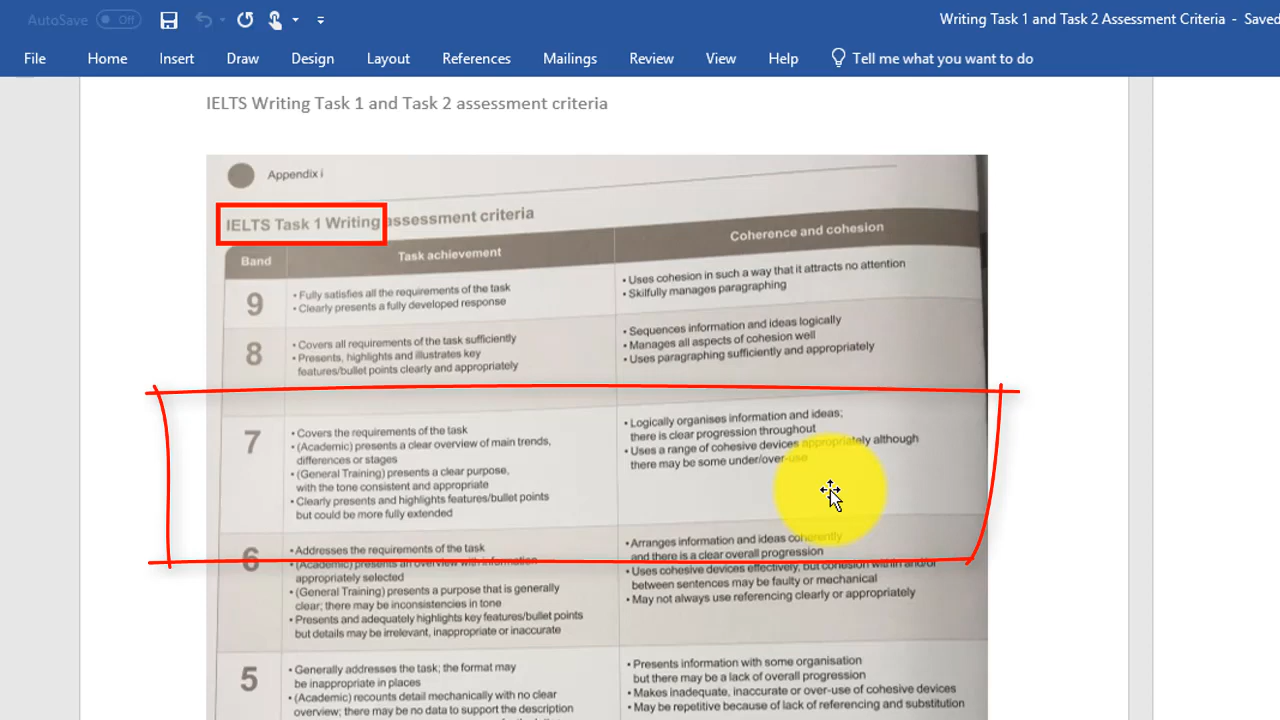 AutoSave Off
Writing Task 1 and Task 2 Assessment Criteria - Saved
File Home Insert Draw Design Layout References Mailings Review View Help Tell me what you want to do
IELTS Writing Task 1 and Task 2 assessment criteria
Appendix i
IELTS Task 1 Writing assessment criteria
Band Task achievement Coherence and cohesion
9
• Fully satisfies all the requirements of the task
• Clearly presents a fully developed response
• Uses cohesion in such a way that it attracts no attention
• Skilfully manages paragraphing
8
• Covers all requirements of the task sufficiently
• Presents, highlights and illustrates key
features/bullet points clearly and appropriately
• Sequences information and ideas logically
• Manages all aspects of cohesion well
• Uses paragraphing sufficiently and appropriately
7
• Covers the requirements of the task
• (Academic) presents a clear overview of main trends,
differences or stages
• (General Training) presents a clear purpose,
with the tone consistent and appropriate
• Clearly presents and highlights features/bullet points
but could be more fully extended
• Logically organises information and ideas;
there is clear progression throughout
• Uses a range of cohesive devices appropriately although
there may be some under/over-use
6
• Addresses the requirements of the task
• (Academic) presents an overview with information
appropriately selected
• (General Training) presents a purpose that is generally
clear; there may be inconsistencies in tone
• Presents and adequately highlights key features/bullet points
but details may be irrelevant, inappropriate or inaccurate
• Arranges information and ideas coherently
and there is a clear overall progression
• Uses cohesive devices effectively, but cohesion within and/or
between sentences may be faulty or mechanical
• May not always use referencing clearly or appropriately
5
• Generally addresses the task; the format may
be inappropriate in places
• (Academic) recounts detail mechanically with no clear
overview; there may be no data to support the description
• Presents information with some organisation
but there may be a lack of overall progression
• Makes inadequate, inaccurate or over-use of cohesive devices
• May be repetitive because of lack of referencing and substitution